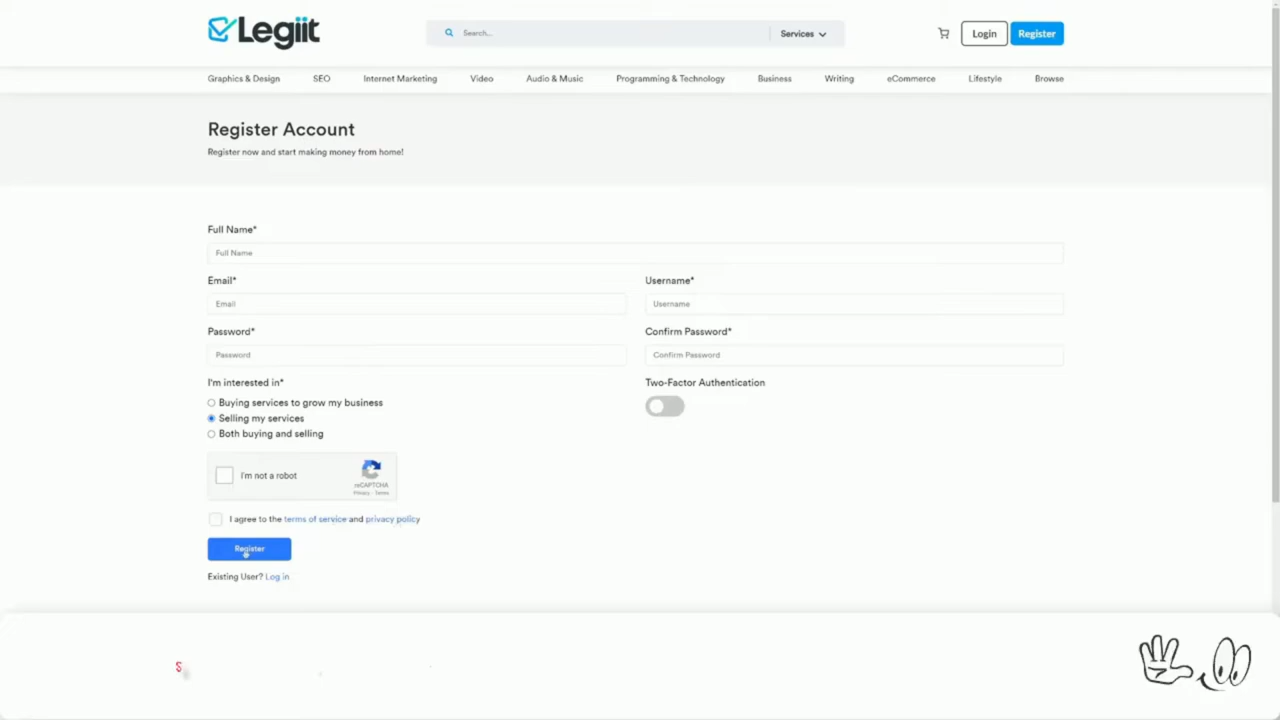 Legiit
Search...
Services
Login
Register
Graphics & Design
SEO
Internet Marketing
Video
Audio & Music
Programming & Technology
Business
Writing
eCommerce
Lifestyle
Browse
Register Account
Register now and start making money from home!
Full Name*
Full Name
Email*
Username*
Email
Username
Password*
Confirm Password*
Password
Confirm Password
I'm interested in*
Two-Factor Authentication
Buying services to grow my business
Selling my services
Both buying and selling
I'm not a robot
reCAPTCHA
Privacy - Terms
I agree to the terms of service and privacy policy
Register
Existing User? Log in
S